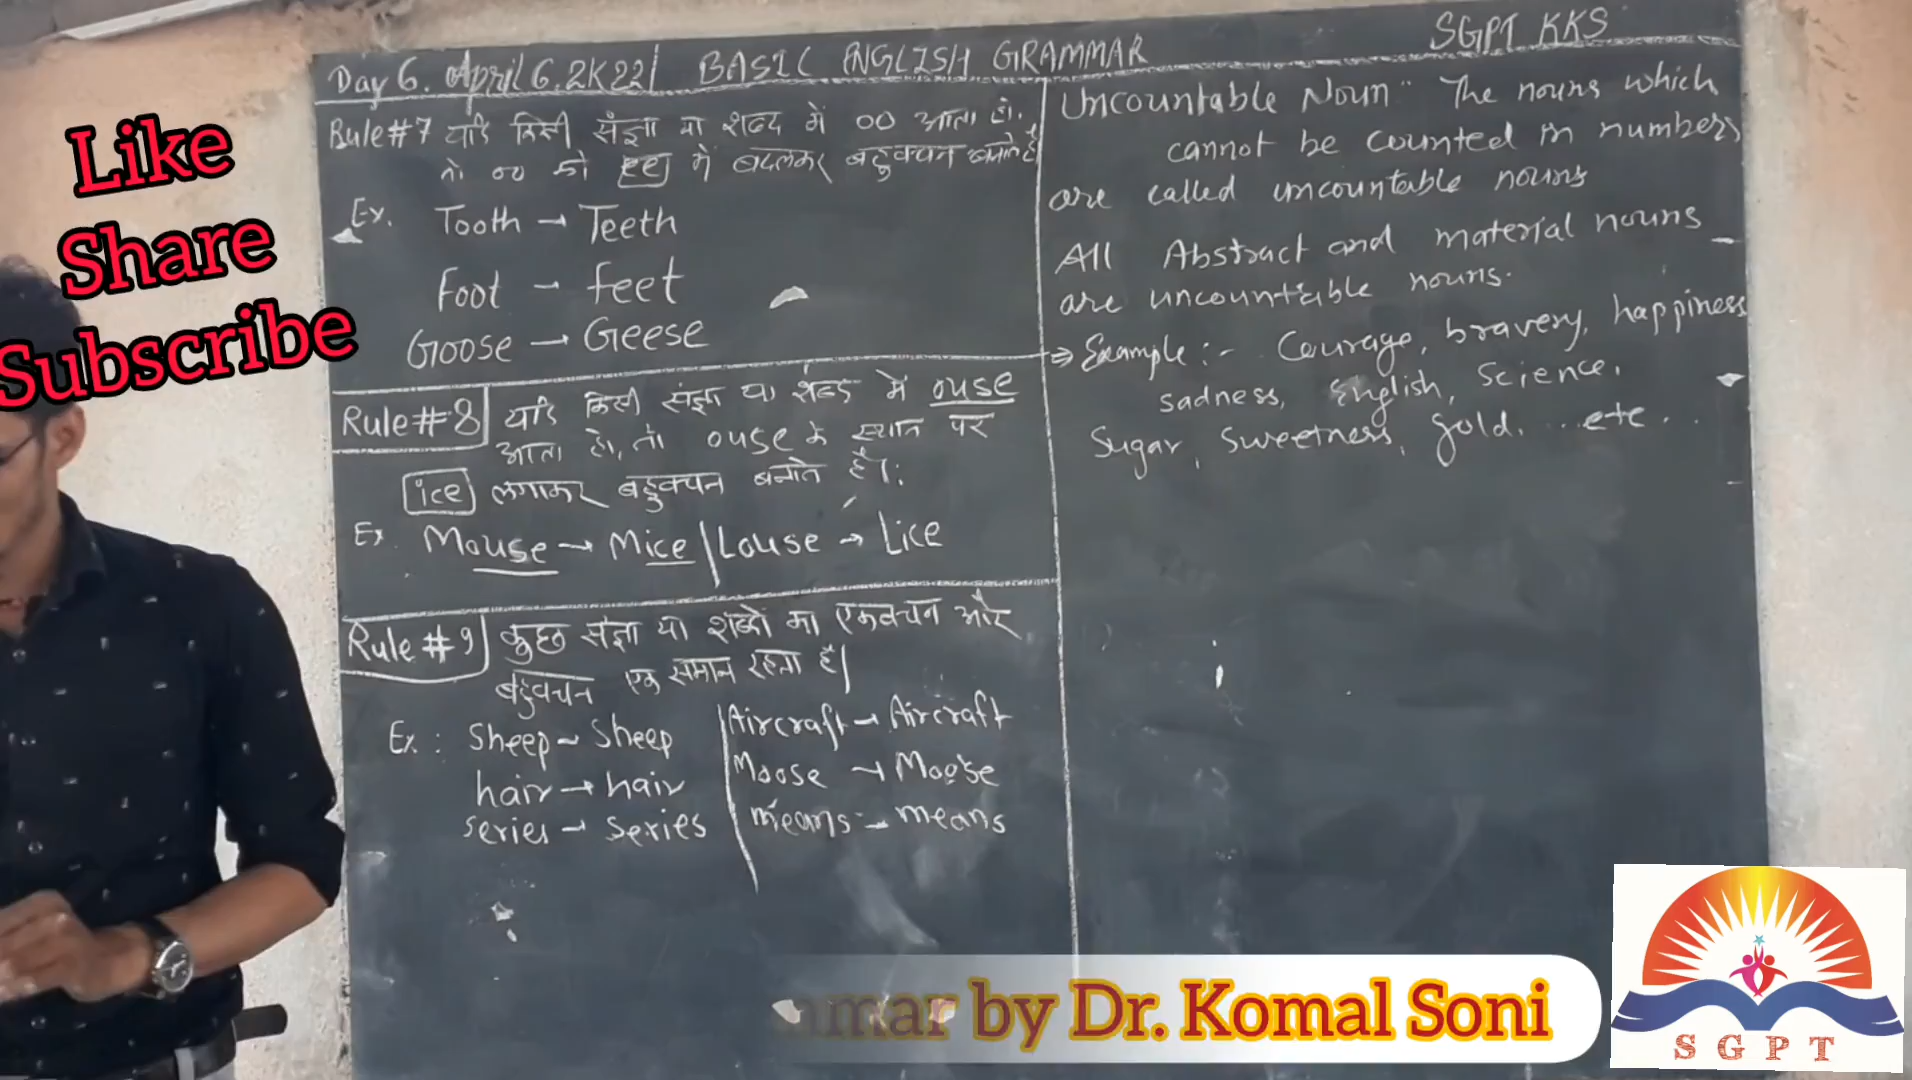 Day 6. April 6. 2K22 | BASIC ENGLISH GRAMMAR SGPT KKS
Rule#7 यदि किसी संज्ञा या शब्द में oo आता हो.
तो oo को ee में बदलकर बहुवचन बनाते है
Ex. Tooth → Teeth
Foot - feet
Goose → Geese
Rule#8 यदि किसी संज्ञा या शब्द में ouse
आता हो, तो ouse के स्थान पर
ice लगाकर बहुवचन बनाते है।:
Ex. Mouse → Mice | Louse → Lice
Rule #9 कुछ संज्ञा या शब्दों का एकवचन और
बहुवचन एक समान रहता है|
Ex: Sheep - Sheep
hair → hair
series → series
Aircraft → Aircraft
Moose → Moose
means - means
Uncountable Noun" The nouns which
cannot be counted in numbers
are called uncountable nouns
All Abstract and material nouns
are uncountable nouns.
⇒ Example :- Courage, bravery, happiness
sadness, English, Science,
Sugar, Sweetness, gold. ...etc...
Like
Share
Subscribe
mmar by Dr. Komal Soni
SGPT